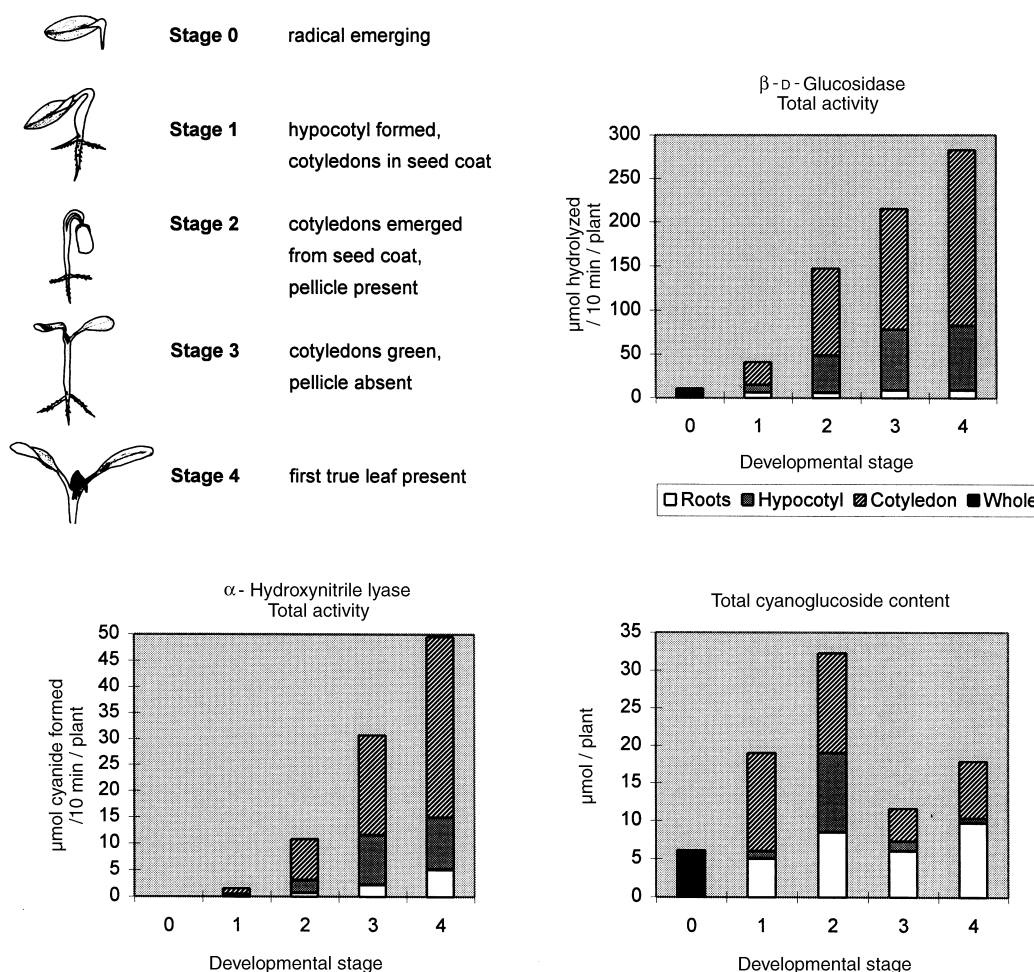 Stage 0 radical emerging
Stage 1 hypocotyl formed,
cotyledons in seed coat
Stage 2 cotyledons emerged
from seed coat,
pellicle present
Stage 3 cotyledons green,
pellicle absent
Stage 4 first true leaf present
β-D-Glucosidase
Total activity
µmol hydrolyzed
/ 10 min / plant
300
250
200
150
100
50
0
0 1 2 3 4
Developmental stage
Roots Hypocotyl Cotyledon Whole
α- Hydroxynitrile lyase
Total activity
µmol cyanide formed
/10 min / plant
50
45
40
35
30
25
20
15
10
5
0
0 1 2 3 4
Developmental stage
Total cyanoglucoside content
µmol / plant
35
30
25
20
15
10
5
0
0 1 2 3 4
Developmental stage